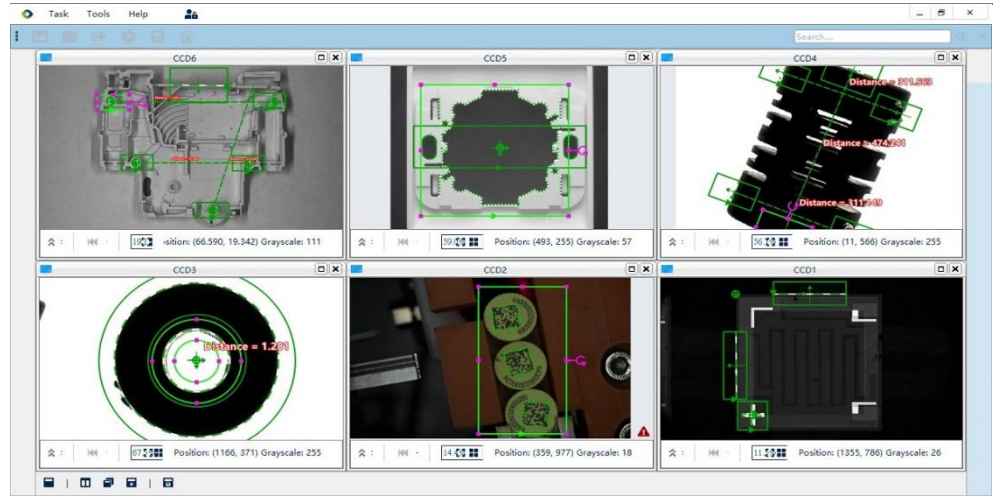 Task Tools Help
Search...
CCD6
CCD5
CCD4
Distance = 311.563
Distance = 474.241
Distance = 311.149
Position: (66.590, 19.342) Grayscale: 111
Position: (493, 255) Grayscale: 57
Position: (11, 566) Grayscale: 255
CCD3
CCD2
CCD1
Distance = 1.281
Position: (1166, 371) Grayscale: 255
Position: (359, 977) Grayscale: 18
Position: (1355, 786) Grayscale: 26